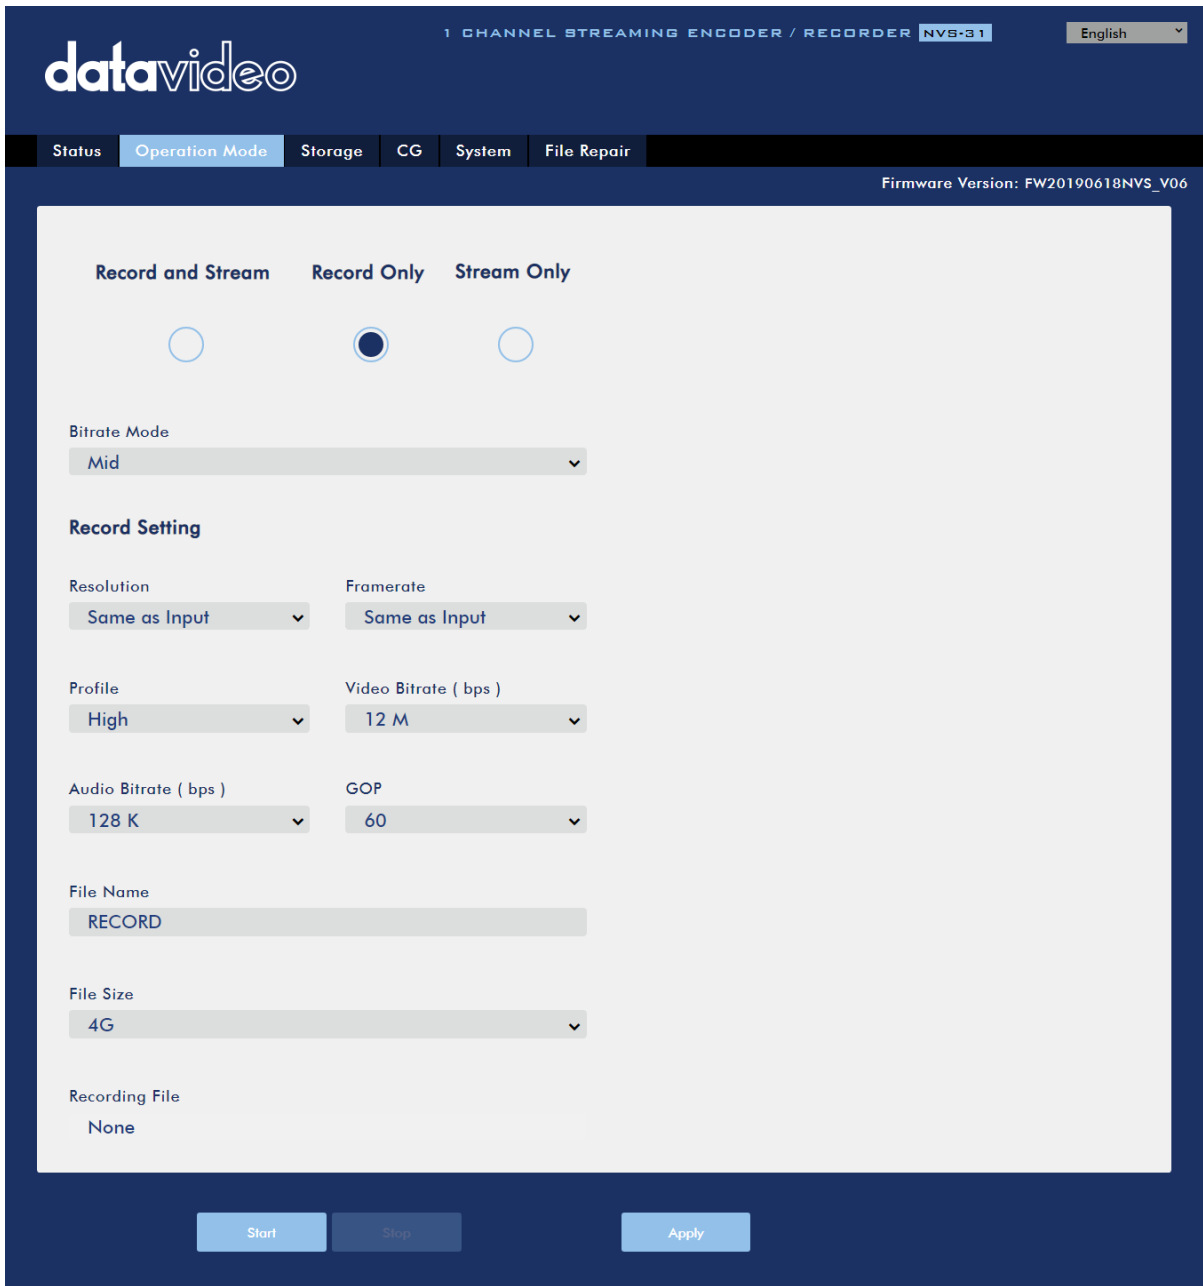 1 CHANNEL STREAMING ENCODER / RECORDER NVS-31
English
datavideo
Status Operation Mode Storage CG System File Repair
Firmware Version: FW20190618NVS_V06
Record and Stream Record Only Stream Only
Bitrate Mode
Mid
Record Setting
Resolution Framerate
Same as Input Same as Input
Profile Video Bitrate ( bps )
High 12 M
Audio Bitrate ( bps ) GOP
128 K 60
File Name
RECORD
File Size
4G
Recording File
None
Start Stop Apply